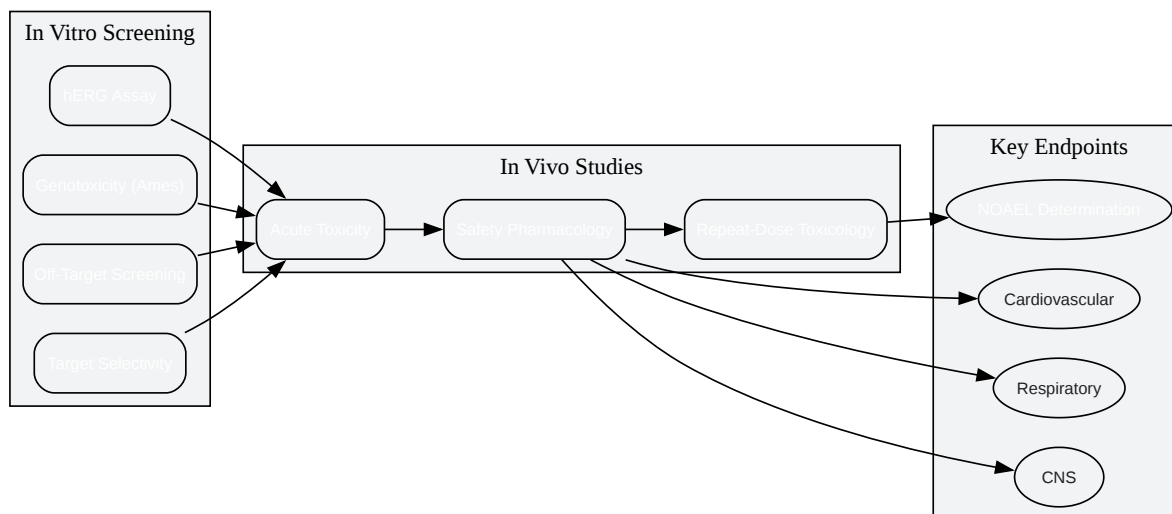 In Vitro Screening
hERG Assay
Genotoxicity (Ames)
Off-Target Screening
Target Selectivity
In Vivo Studies
Acute Toxicity
Safety Pharmacology
Repeat-Dose Toxicology
Key Endpoints
NOAEL Determination
Cardiovascular
Respiratory
CNS